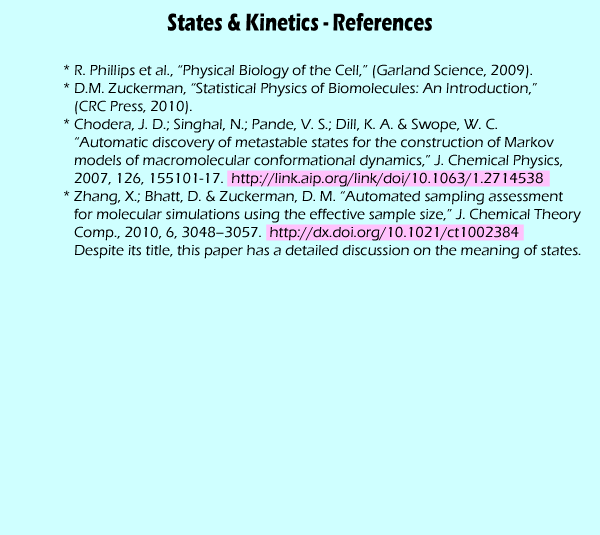 States & Kinetics - References
* R. Phillips et al., “Physical Biology of the Cell,” (Garland Science, 2009).
* D.M. Zuckerman, “Statistical Physics of Biomolecules: An Introduction,”
(CRC Press, 2010).
* Chodera, J. D.; Singhal, N.; Pande, V. S.; Dill, K. A. & Swope, W. C.
“Automatic discovery of metastable states for the construction of Markov
models of macromolecular conformational dynamics,” J. Chemical Physics,
2007, 126, 155101-17. http://link.aip.org/link/doi/10.1063/1.2714538
* Zhang, X.; Bhatt, D. & Zuckerman, D. M. “Automated sampling assessment
for molecular simulations using the effective sample size,” J. Chemical Theory
Comp., 2010, 6, 3048–3057. http://dx.doi.org/10.1021/ct1002384
Despite its title, this paper has a detailed discussion on the meaning of states.